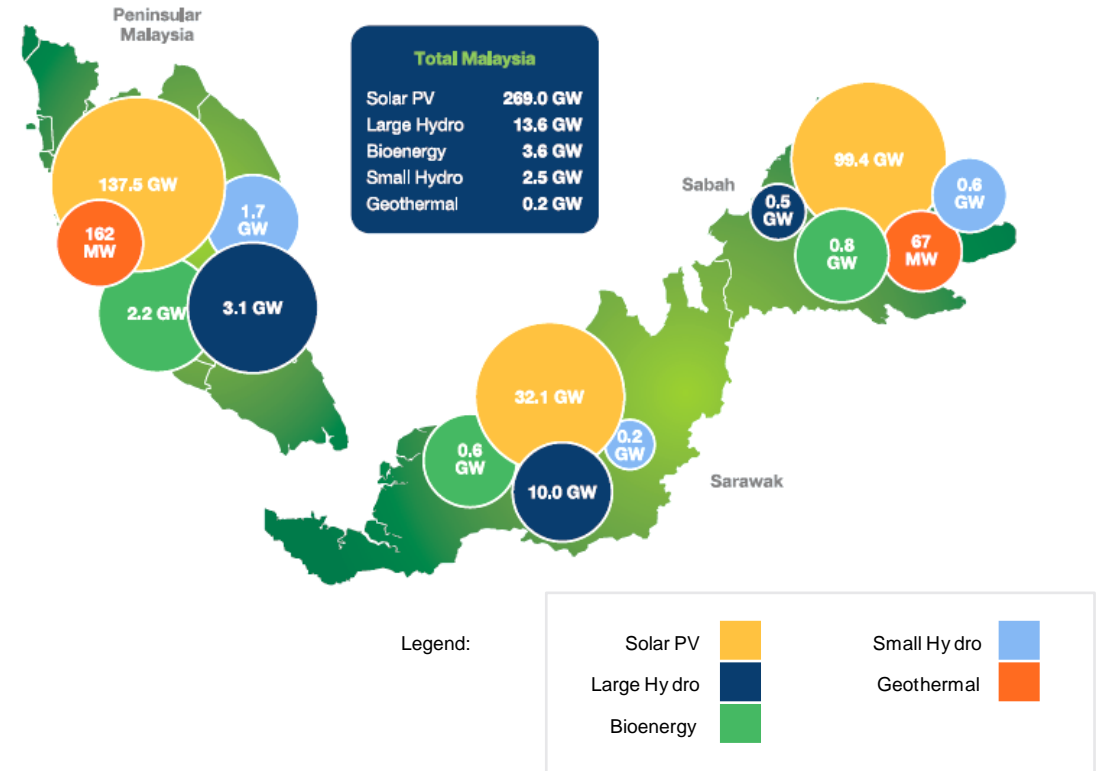 Peninsular
Malaysia
Total Malaysia
Solar PV 269.0 GW
Large Hydro 13.6 GW
Bioenergy 3.6 GW
Small Hydro 2.5 GW
Geothermal 0.2 GW
137.5 GW
1.7
GW
162
MW
2.2 GW
3.1 GW
Sabah
99.4 GW
0.6
GW
0.5
GW
0.8
GW
67
MW
32.1 GW
0.6
GW
0.2
GW
10.0 GW
Sarawak
Legend:
Solar PV
Small Hy dro
Large Hy dro
Geothermal
Bioenergy